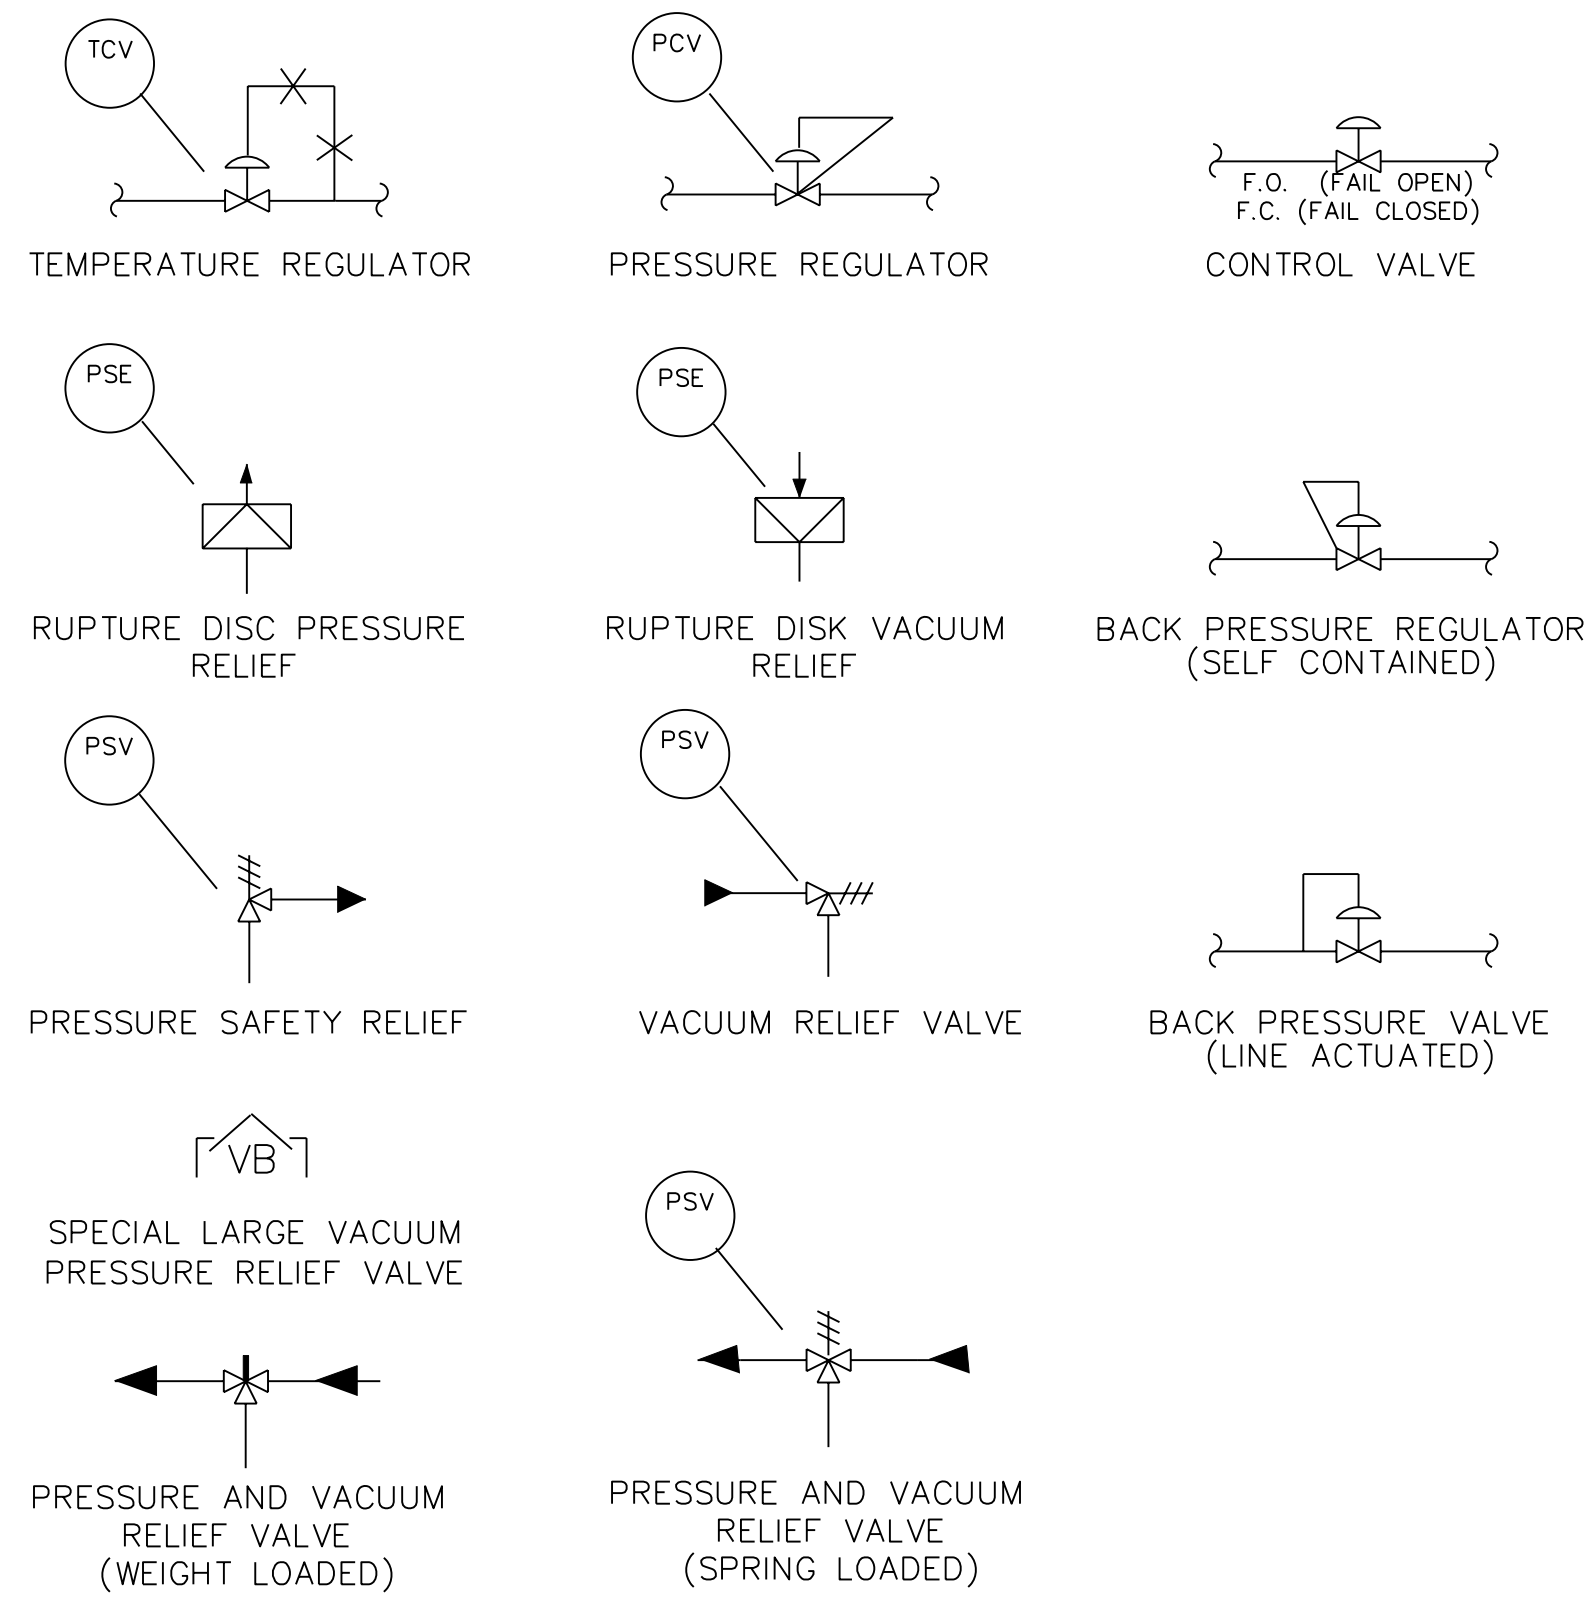 TCV
TEMPERATURE REGULATOR
PCV
PRESSURE REGULATOR
F.O. (FAIL OPEN)
F.C. (FAIL CLOSED)
CONTROL VALVE
PSE
RUPTURE DISC PRESSURE
RELIEF
PSE
RUPTURE DISK VACUUM
RELIEF
BACK PRESSURE REGULATOR
(SELF CONTAINED)
PSV
PRESSURE SAFETY RELIEF
PSV
VACUUM RELIEF VALVE
BACK PRESSURE VALVE
(LINE ACTUATED)
VB
SPECIAL LARGE VACUUM
PRESSURE RELIEF VALVE
PSV
PRESSURE AND VACUUM
RELIEF VALVE
(WEIGHT LOADED)
PRESSURE AND VACUUM
RELIEF VALVE
(SPRING LOADED)